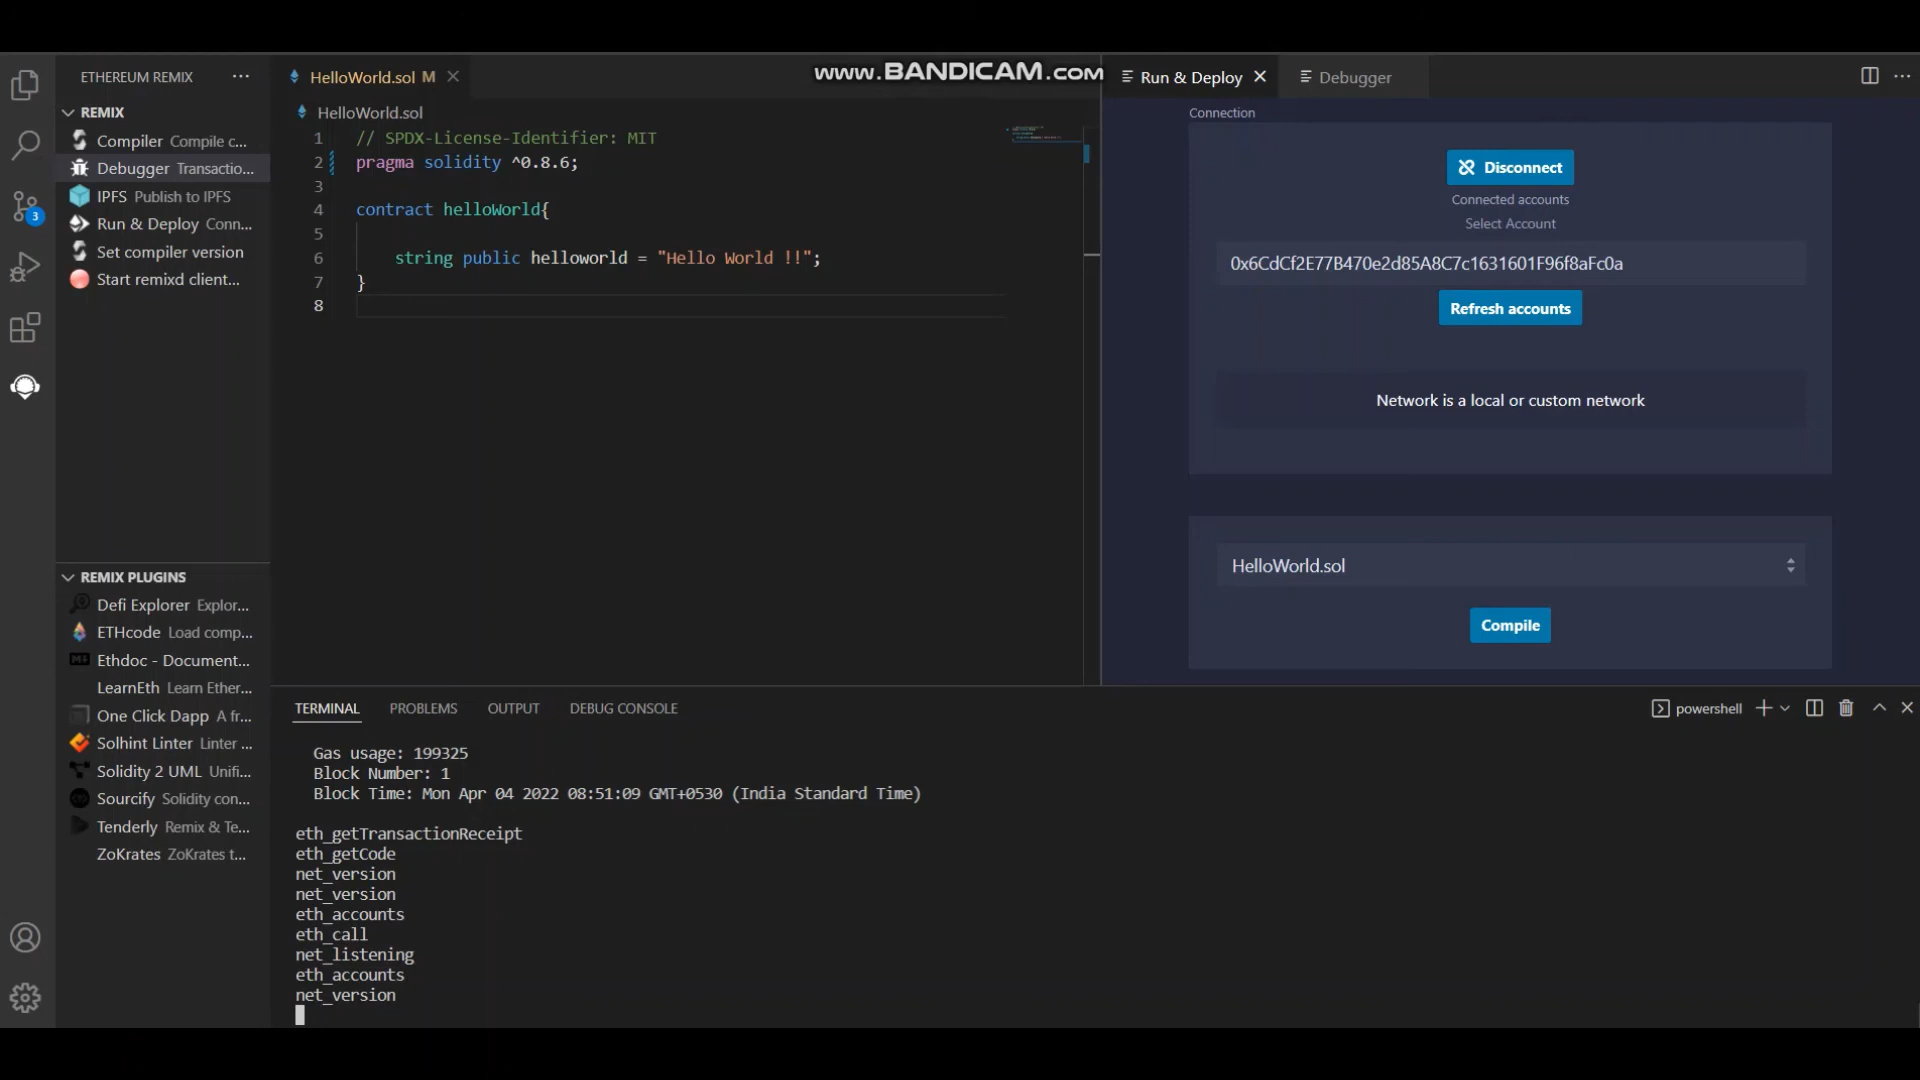 ETHEREUM REMIX
REMIX
Compiler Compile c...
Debugger Transactio...
IPFS Publish to IPFS
Run & Deploy Conn...
Set compiler version
Start remixd client...
3
REMIX PLUGINS
Defi Explorer Explor...
ETHcode Load comp...
Ethdoc - Document...
LearnEth Learn Ether...
One Click Dapp A fr...
Solhint Linter Linter ...
Solidity 2 UML Unifi...
Sourcify Solidity con...
Tenderly Remix & Te...
ZoKrates ZoKrates t...
HelloWorld.sol M
www.BANDICAM.com
HelloWorld.sol
1 // SPDX-License-Identifier: MIT
2 pragma solidity ^0.8.6;
3
4 contract helloWorld{
5
6 string public helloworld = "Hello World !!";
7 }
8
Run & Deploy
Debugger
Connection
Disconnect
Connected accounts
Select Account
0x6CdCf2E77B470e2d85A8C7c1631601F96f8aFc0a
Refresh accounts
Network is a local or custom network
HelloWorld.sol
Compile
TERMINAL PROBLEMS OUTPUT DEBUG CONSOLE
powershell
Gas usage: 199325
Block Number: 1
Block Time: Mon Apr 04 2022 08:51:09 GMT+0530 (India Standard Time)
eth_getTransactionReceipt
eth_getCode
net_version
net_version
eth_accounts
eth_call
net_listening
eth_accounts
net_version